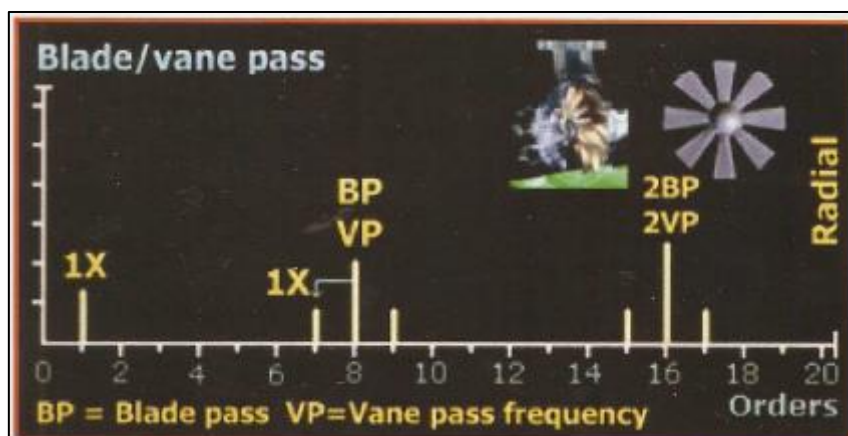 Blade/vane pass
BP
VP
2BP
2VP
Radial
1X
1X
0 2 4 6 8 10 12 14 16 18 20
Orders
BP = Blade pass VP=Vane pass frequency